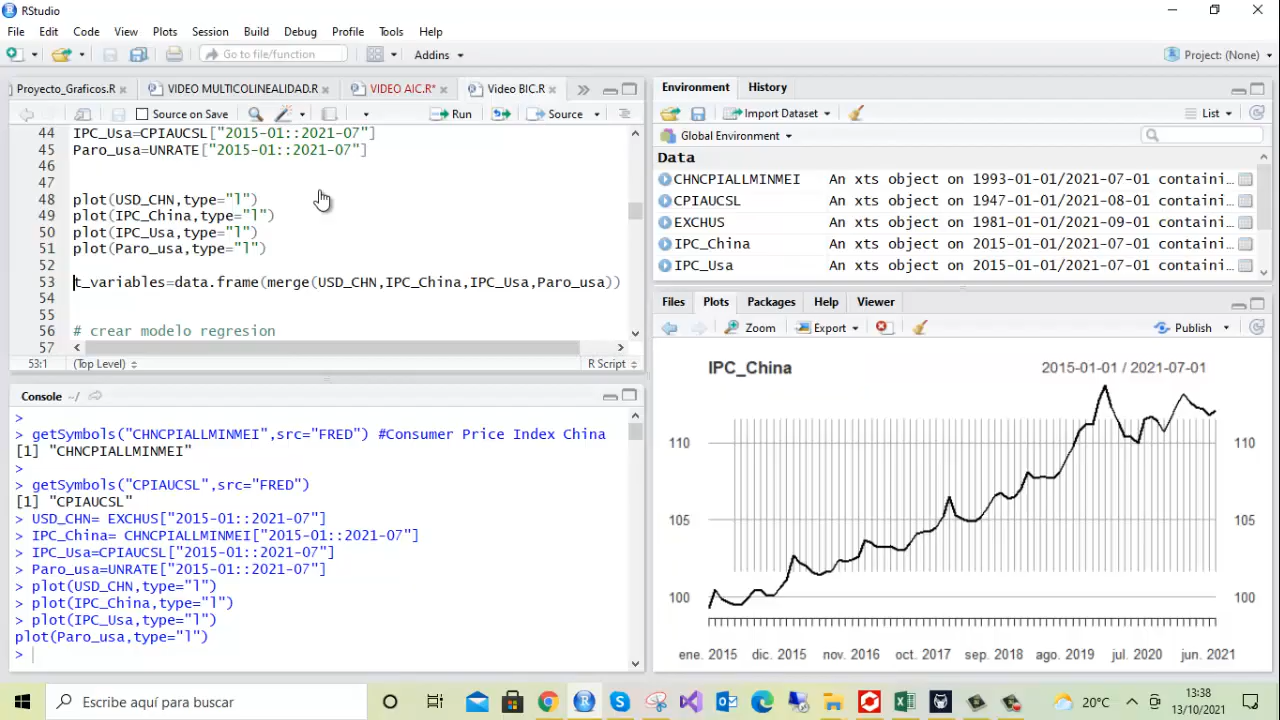 RStudio
File Edit Code View Plots Session Build Debug Profile Tools Help
Go to file/function Addins Project: (None)
Proyecto_Graficos.R VIDEO MULTICOLINEALIDAD.R VIDEO AIC.R* Video BIC.R
Source on Save Run Source
44 IPC_Usa=CPIAUCSL["2015-01::2021-07"]
45 Paro_usa=UNRATE["2015-01::2021-07"]
46
47
48 plot(USD_CHN,type="l")
49 plot(IPC_China,type="l")
50 plot(IPC_Usa,type="l")
51 plot(Paro_usa,type="l")
52
53 t_variables=data.frame(merge(USD_CHN,IPC_China,IPC_Usa,Paro_usa))
54
55
56 # crear modelo regresion
57
53:1 (Top Level) R Script
Console ~/
>
> getSymbols("CHNCPIALLMINMEI",src="FRED") #Consumer Price Index China
[1] "CHNCPIALLMINMEI"
>
> getSymbols("CPIAUCSL",src="FRED")
[1] "CPIAUCSL"
> USD_CHN= EXCHUS["2015-01::2021-07"]
> IPC_China= CHNCPIALLMINMEI["2015-01::2021-07"]
> IPC_Usa=CPIAUCSL["2015-01::2021-07"]
> Paro_usa=UNRATE["2015-01::2021-07"]
> plot(USD_CHN,type="l")
> plot(IPC_China,type="l")
> plot(IPC_Usa,type="l")
plot(Paro_usa,type="l")
>
Environment History
Import Dataset List
Global Environment
Data
CHNCPIALLMINMEI An xts object on 1993-01-01/2021-07-01 containi…
CPIAUCSL An xts object on 1947-01-01/2021-08-01 containi…
EXCHUS An xts object on 1981-01-01/2021-09-01 containi…
IPC_China An xts object on 2015-01-01/2021-07-01 containi…
IPC_Usa An xts object on 2015-01-01/2021-07-01 containi…
Files Plots Packages Help Viewer
Zoom Export Publish
IPC_China 2015-01-01 / 2021-07-01
110 110
105 105
100 100
ene. 2015 dic. 2015 nov. 2016 oct. 2017 sep. 2018 ago. 2019 jul. 2020 jun. 2021
Escribe aquí para buscar
20°C
13:38
13/10/2021